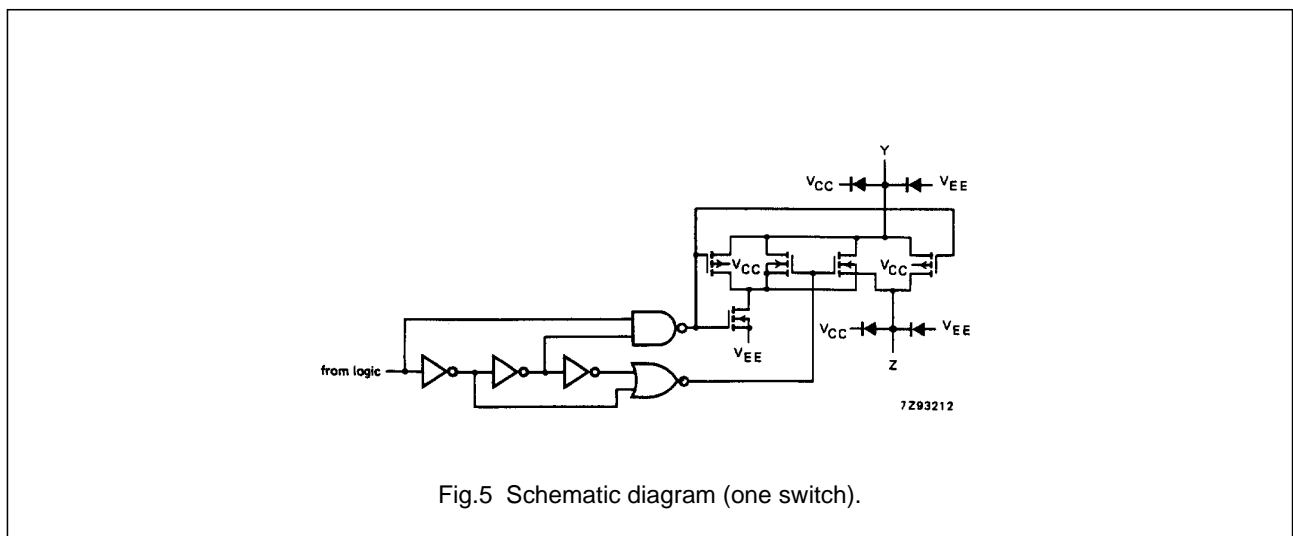 Y
VCC VEE
VCC VCC
VEE
VCC VEE
from logic
Z
7Z93212
Fig.5 Schematic diagram (one switch).